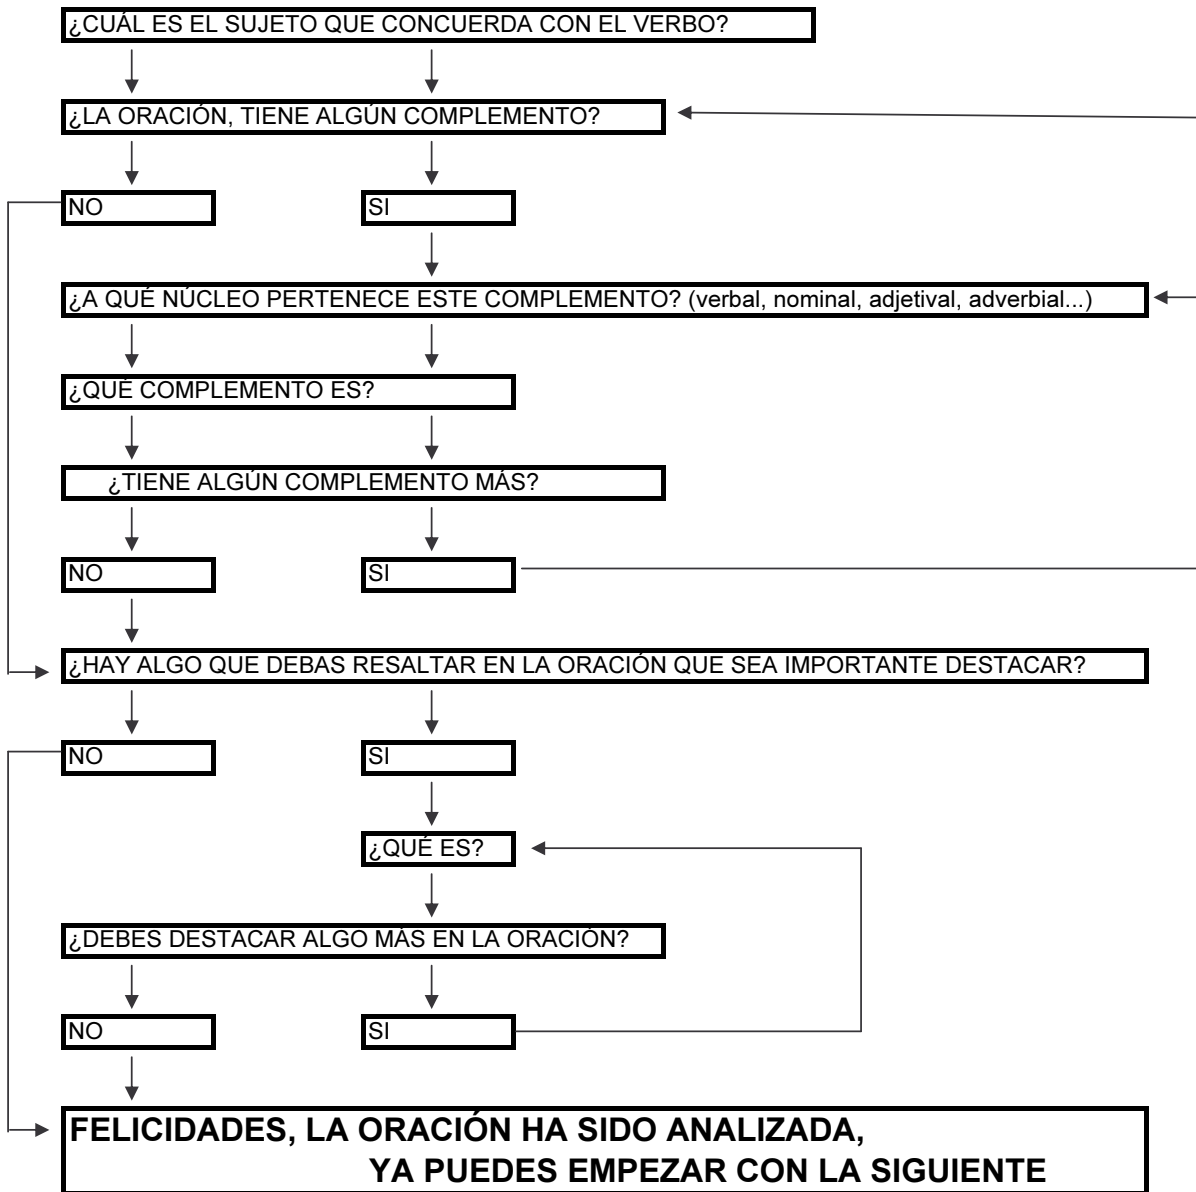 ¿CUÁL ES EL SUJETO QUE CONCUERDA CON EL VERBO?
¿LA ORACIÓN, TIENE ALGÚN COMPLEMENTO?
NO
SI
¿A QUÉ NÚCLEO PERTENECE ESTE COMPLEMENTO? (verbal, nominal, adjetival, adverbial...)
¿QUÉ COMPLEMENTO ES?
¿TIENE ALGÚN COMPLEMENTO MÁS?
NO
SI
¿HAY ALGO QUE DEBAS RESALTAR EN LA ORACIÓN QUE SEA IMPORTANTE DESTACAR?
NO
SI
¿QUÉ ES?
¿DEBES DESTACAR ALGO MÁS EN LA ORACIÓN?
NO
SI
FELICIDADES, LA ORACIÓN HA SIDO ANALIZADA,
YA PUEDES EMPEZAR CON LA SIGUIENTE